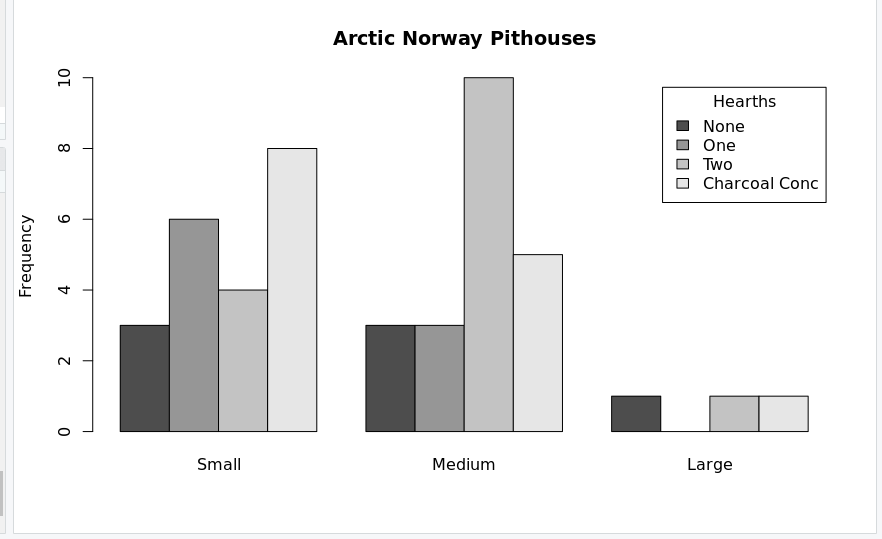 Arctic Norway Pithouses
Frequency
10
8
6
4
2
0
Hearths
None
One
Two
Charcoal Conc
Small Medium Large